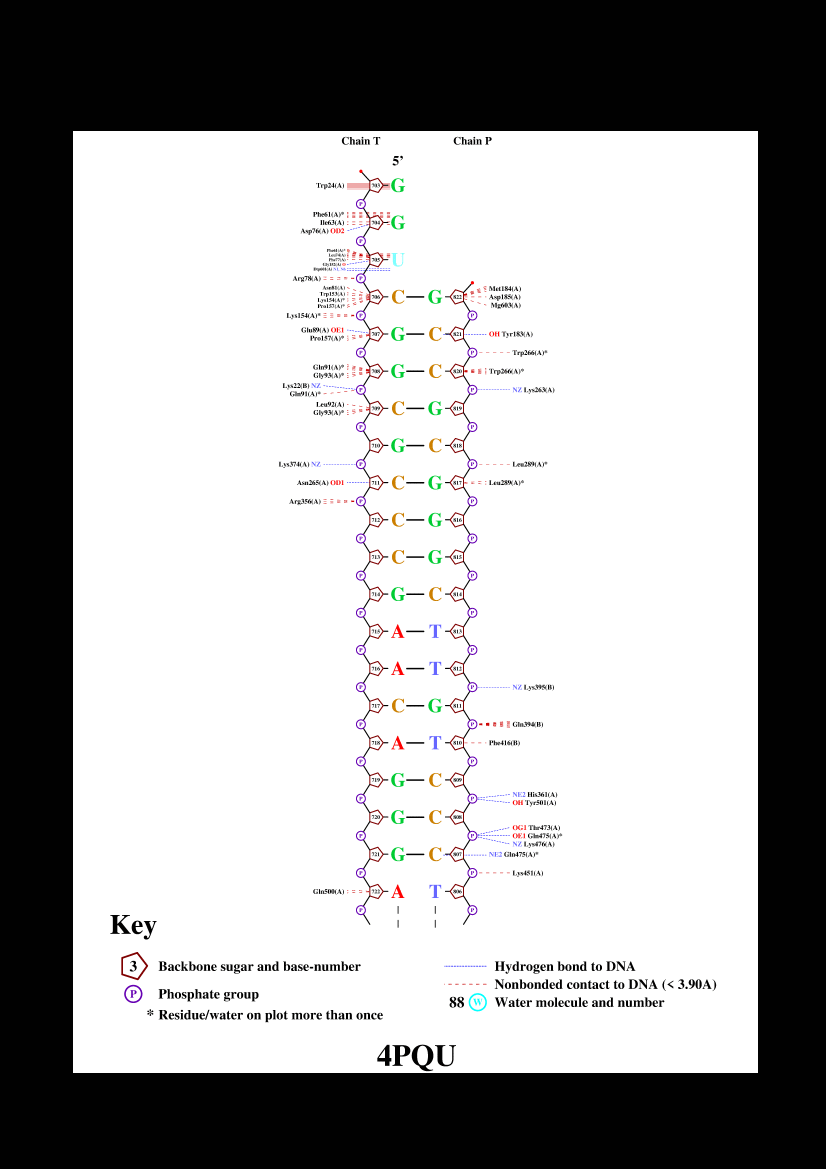 Chain T Chain P
5’
Trp24(A) 703 G
P
Phe61(A)*
Ile63(A) 704 G
Asp76(A) OD2
P
Leu74(A)
705 U
P
Arg78(A)
Asn81(A) Met184(A)
Trp153(A) 706 C G 822 Asp185(A)
Lys154(A)* Mg603(A)
Pro157(A)*
Lys154(A)* P P
Glu89(A) OE1 707 G C 821 OH Tyr183(A)
Pro157(A)*
P P Trp266(A)*
Gln91(A)* 708 G C 820 Trp266(A)*
Gly93(A)*
Lys22(B) NZ P P NZ Lys263(A)
Gln91(A)*
Leu92(A) 709 C G 819
Gly93(A)*
P P
710 G C 818
Lys374(A) NZ P P Leu289(A)*
Asn265(A) OD1 711 C G 817 Leu289(A)*
Arg356(A) P P
712 C G 816
P P
713 C G 815
P P
714 G C 814
P P
715 A T 813
P P
716 A T 812
P P NZ Lys395(B)
717 C G 811
P P Gln394(B)
718 A T 810 Phe416(B)
P P
719 G C 809
P P NE2 His361(A)
OH Tyr501(A)
720 G C 808
OG1 Thr473(A)
P P OE1 Gln475(A)*
NZ Lys476(A)
721 G C 807 NE2 Gln475(A)*
P P Lys451(A)
Gln500(A) 722 A T 806
P P
Key
3 Backbone sugar and base-number
P Phosphate group
* Residue/water on plot more than once
Hydrogen bond to DNA
Nonbonded contact to DNA (< 3.90A)
88 W Water molecule and number
4PQU